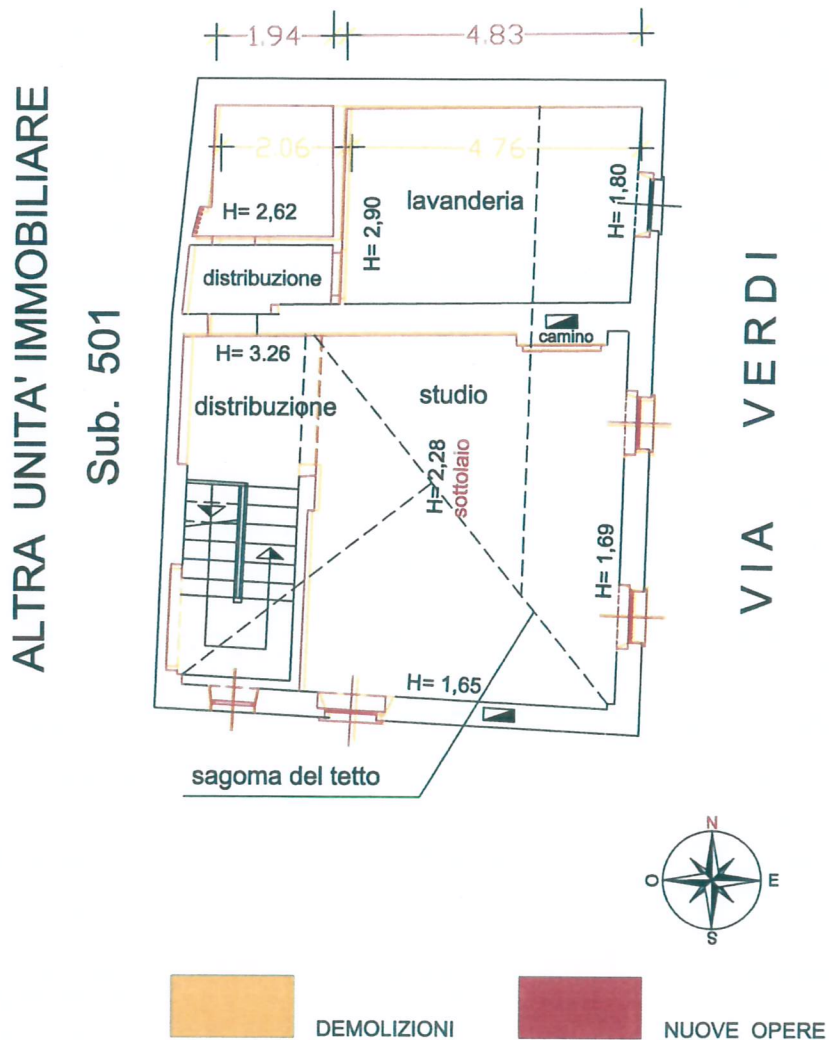 1.94
4.83
2.06
4.76
ALTRA UNITA' IMMOBILIARE
Sub. 501
H= 2,62
H= 2,90
lavanderia
H= 1,80
distribuzione
camino
H= 3.26
distribuzione
studio
H= 2,28
sottolaio
H= 1,69
H= 1,65
sagoma del tetto
VIA VERDI
N
O
E
S
DEMOLIZIONI
NUOVE OPERE